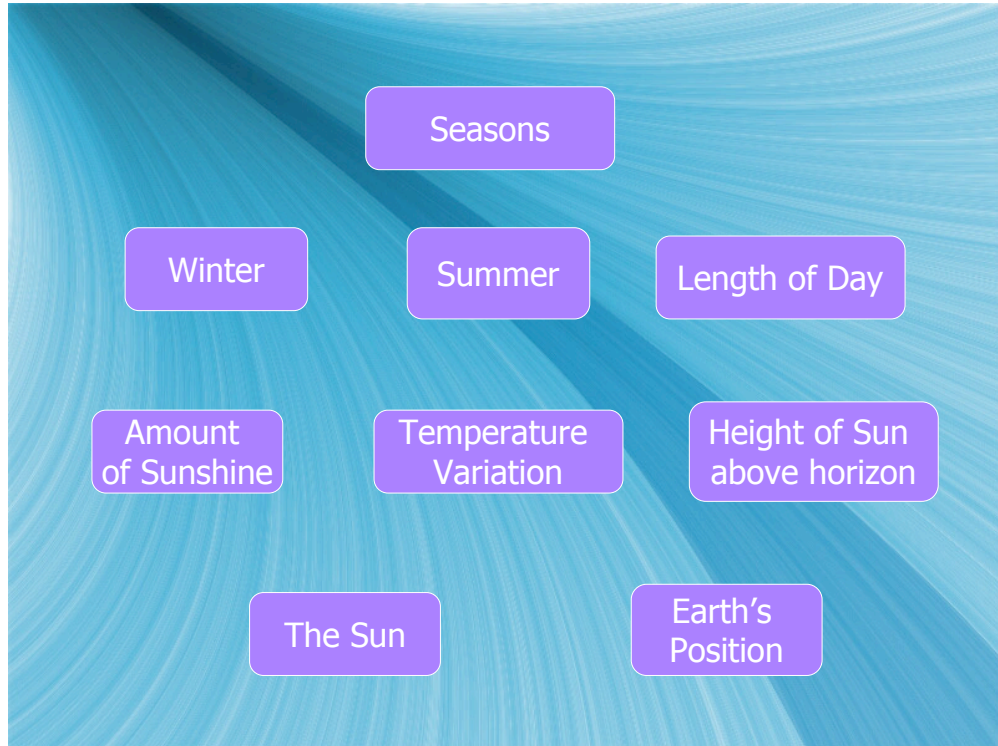 Seasons
Winter
Summer
Length of Day
Amount
of Sunshine
Temperature
Variation
Height of Sun
above horizon
The Sun
Earth’s
Position